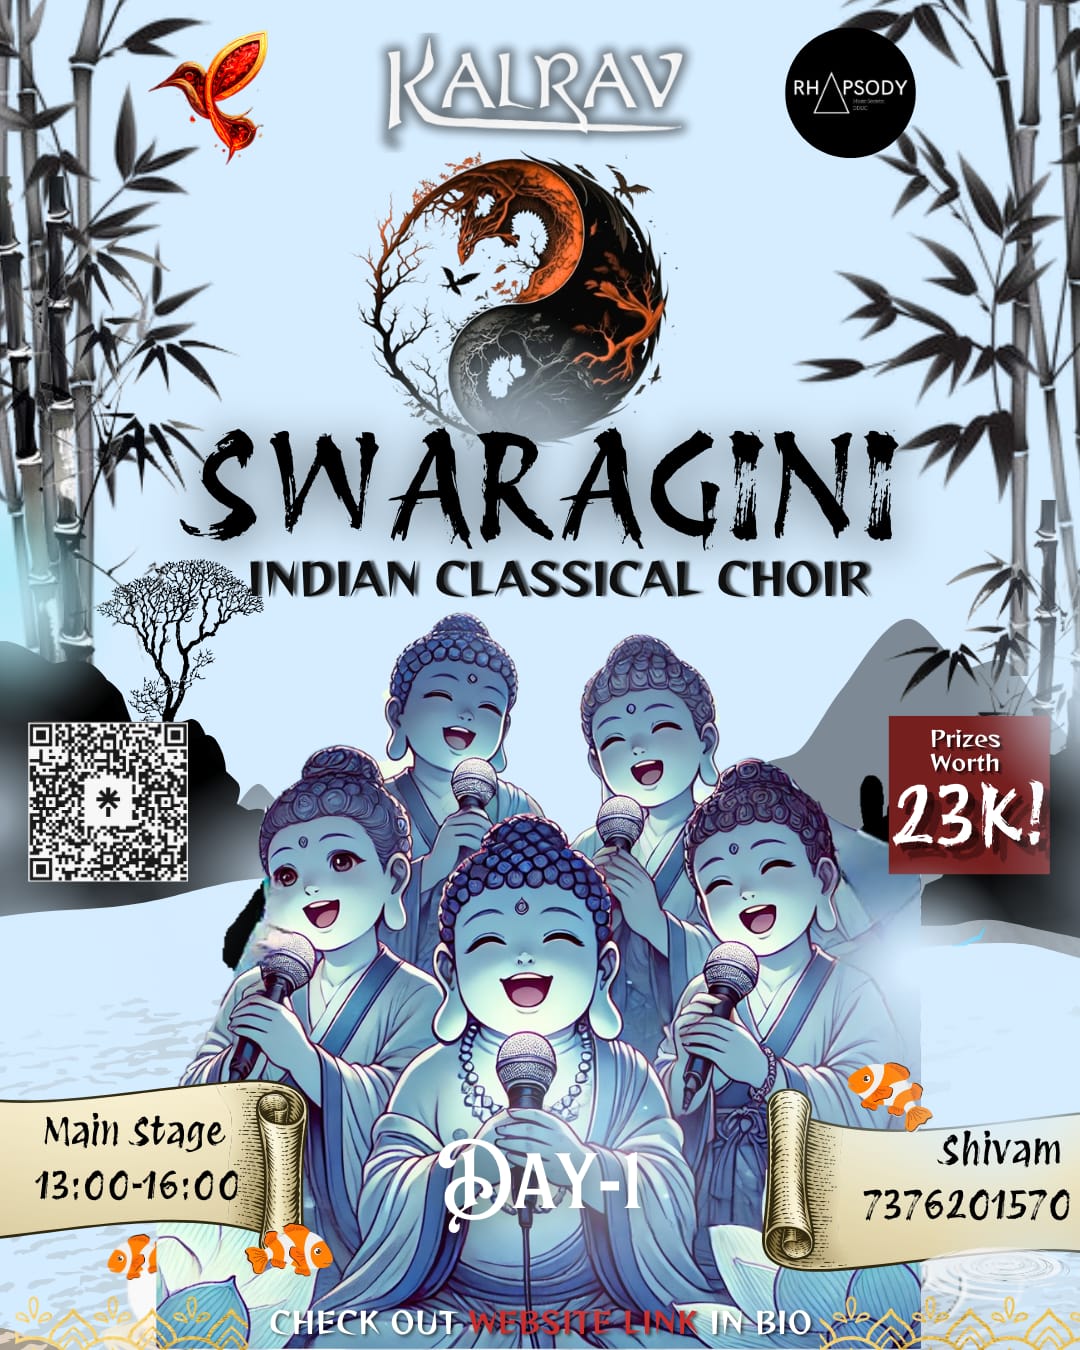 KALRAV
RHAPSODY
SWARAGINI
INDIAN CLASSICAL CHOIR
Prizes
Worth
23K!
Main Stage
13:00-16:00
Shivam
7376201570
DAY-1
CHECK OUT WEBSITE LINK IN BIO